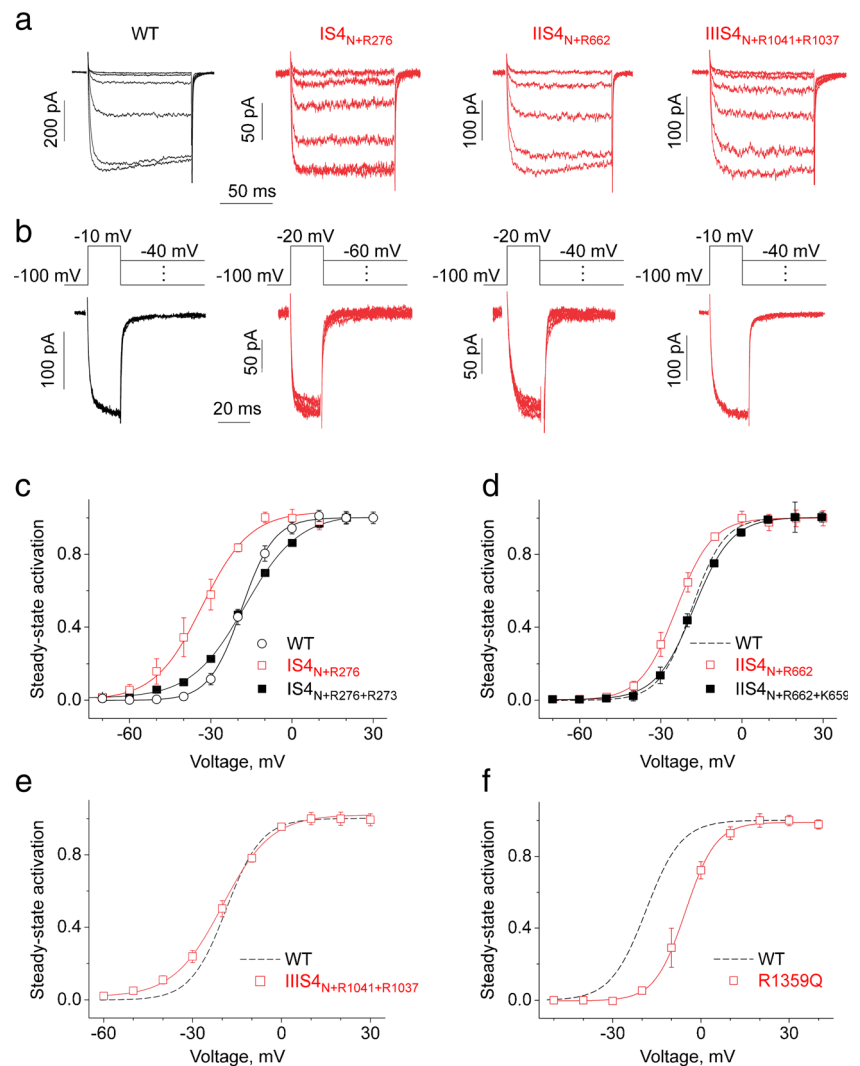 a
WT
IS4N+R276
IIS4N+R662
IIIS4N+R1041+R1037
200 pA
50 pA
100 pA
100 pA
50 ms
b
-10 mV
-40 mV
-100 mV
-20 mV
-60 mV
-100 mV
-20 mV
-40 mV
-100 mV
-10 mV
-40 mV
-100 mV
100 pA
50 pA
50 pA
100 pA
20 ms
c
Steady-state activation
0.8
0.4
0.0
-60
-30
0
30
Voltage, mV
WT
IS4N+R276
IS4N+R276+R273
d
Steady-state activation
0.8
0.4
0.0
-60
-30
0
30
Voltage, mV
WT
IIS4N+R662
IIS4N+R662+K659
e
Steady-state activation
0.8
0.4
0.0
-60
-30
0
30
Voltage, mV
WT
IIIS4N+R1041+R1037
f
Steady-state activation
0.8
0.4
0.0
-30
0
30
Voltage, mV
WT
R1359Q